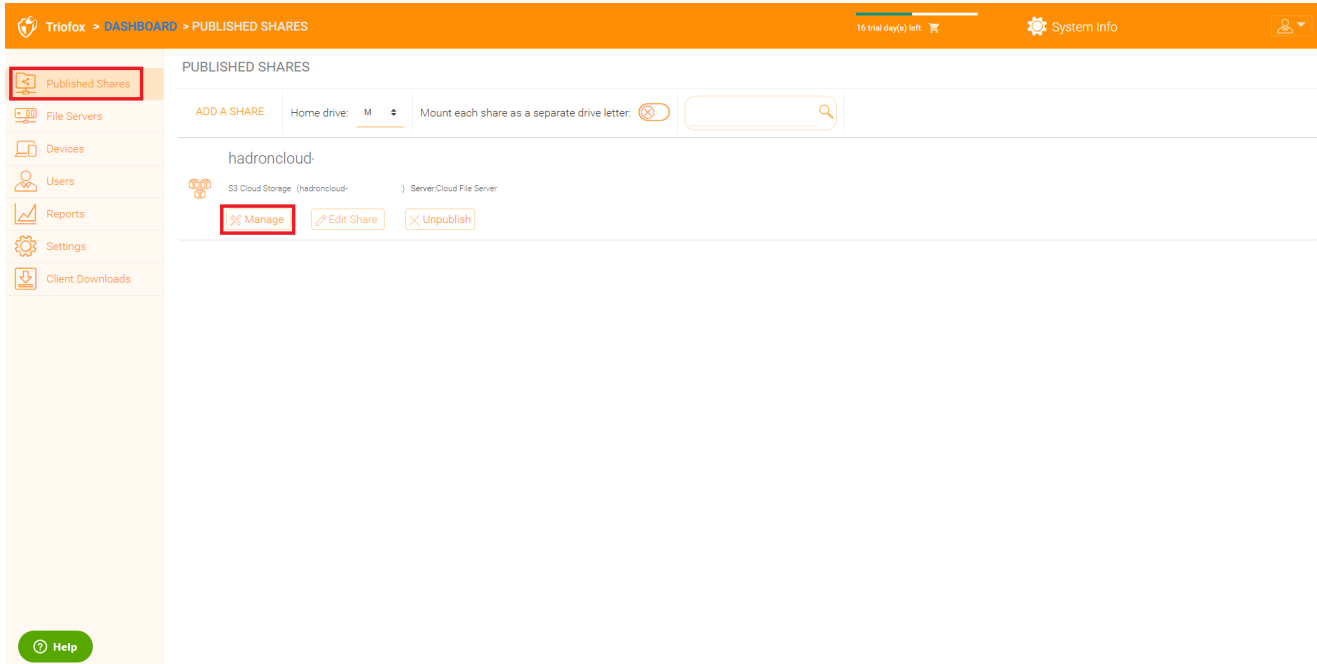 Triofox > DASHBOARD > PUBLISHED SHARES
16 trial day(s) left.
System Info
Published Shares
File Servers
Devices
Users
Reports
Settings
Client Downloads
Help
PUBLISHED SHARES
ADD A SHARE
Home drive: M
Mount each share as a separate drive letter:
hadroncloud-
S3 Cloud Storage (hadroncloud- ) Server:Cloud File Server
Manage
Edit Share
Unpublish